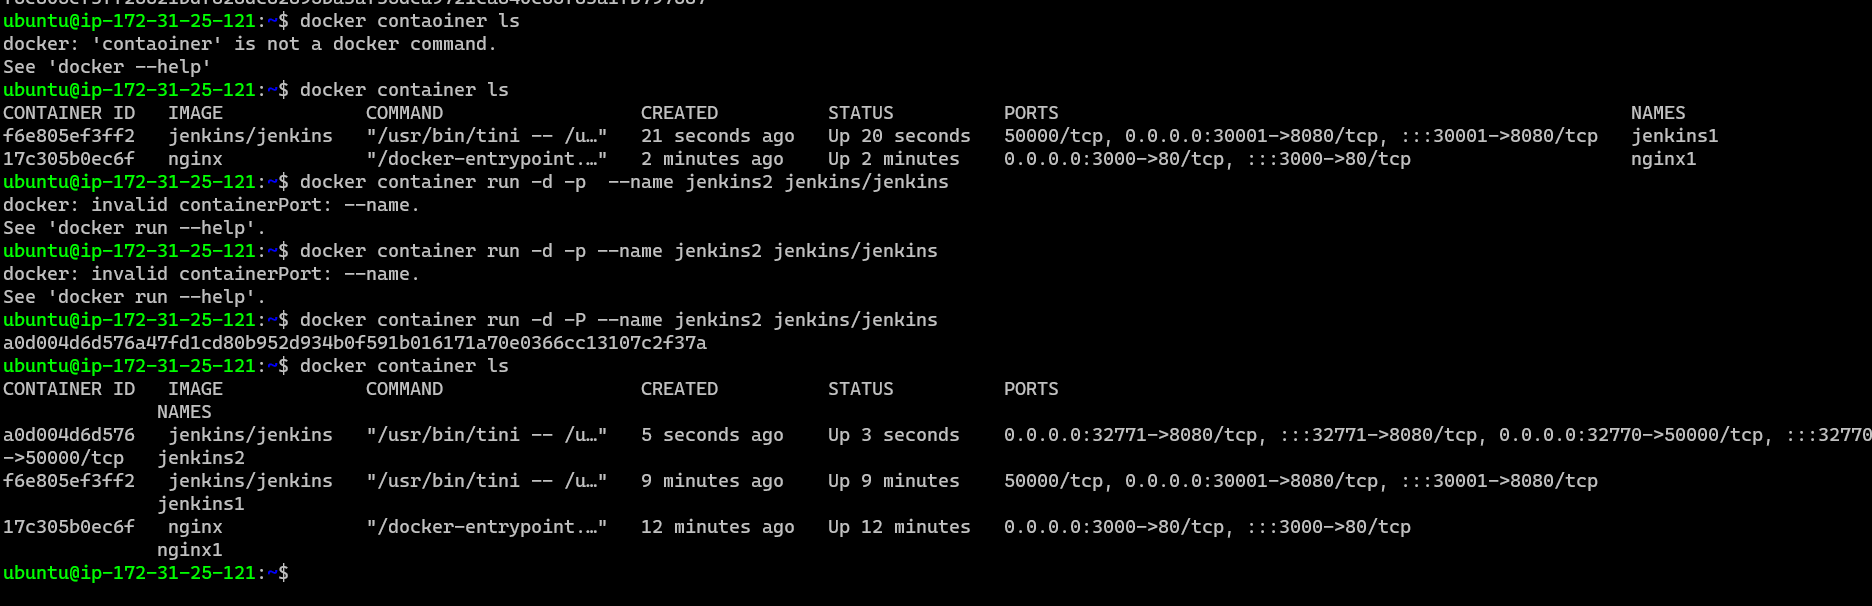 ubuntu@ip-172-31-25-121:~$ docker contaoiner ls
docker: 'contaoiner' is not a docker command.
See 'docker --help'
ubuntu@ip-172-31-25-121:~$ docker container ls
CONTAINER ID   IMAGE             COMMAND                  CREATED          STATUS          PORTS                                                    NAMES
f6e805ef3ff2   jenkins/jenkins   "/usr/bin/tini -- /u…"   21 seconds ago   Up 20 seconds   50000/tcp, 0.0.0.0:30001->8080/tcp, :::30001->8080/tcp   jenkins1
17c305b0ec6f   nginx             "/docker-entrypoint.…"   2 minutes ago    Up 2 minutes    0.0.0.0:3000->80/tcp, :::3000->80/tcp                    nginx1
ubuntu@ip-172-31-25-121:~$ docker container run -d -p  --name jenkins2 jenkins/jenkins
docker: invalid containerPort: --name.
See 'docker run --help'.
ubuntu@ip-172-31-25-121:~$ docker container run -d -p --name jenkins2 jenkins/jenkins
docker: invalid containerPort: --name.
See 'docker run --help'.
ubuntu@ip-172-31-25-121:~$ docker container run -d -P --name jenkins2 jenkins/jenkins
a0d004d6d576a47fd1cd80b952d934b0f591b016171a70e0366cc13107c2f37a
ubuntu@ip-172-31-25-121:~$ docker container ls
CONTAINER ID   IMAGE             COMMAND                  CREATED          STATUS          PORTS
              NAMES
a0d004d6d576   jenkins/jenkins   "/usr/bin/tini -- /u…"   5 seconds ago    Up 3 seconds    0.0.0.0:32771->8080/tcp, :::32771->8080/tcp, 0.0.0.0:32770->50000/tcp, :::32770
->50000/tcp   jenkins2
f6e805ef3ff2   jenkins/jenkins   "/usr/bin/tini -- /u…"   9 minutes ago    Up 9 minutes    50000/tcp, 0.0.0.0:30001->8080/tcp, :::30001->8080/tcp
              jenkins1
17c305b0ec6f   nginx             "/docker-entrypoint.…"   12 minutes ago   Up 12 minutes   0.0.0.0:3000->80/tcp, :::3000->80/tcp
              nginx1
ubuntu@ip-172-31-25-121:~$